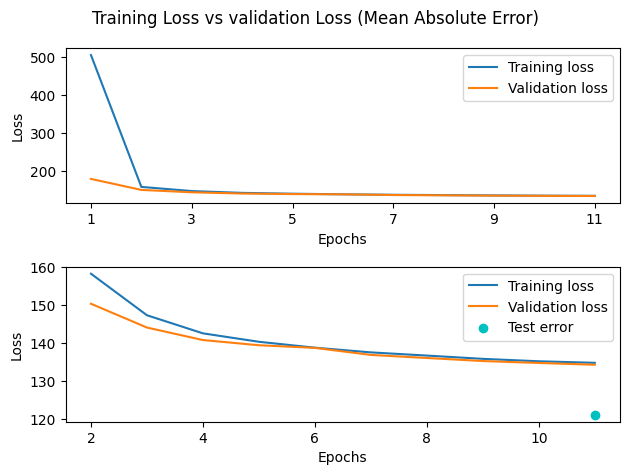 Training Loss vs validation Loss (Mean Absolute Error)
500
400
300
200
Loss
Training loss
Validation loss
1 3 5 7 9 11
Epochs
160
150
140
130
120
Loss
Training loss
Validation loss
Test error
2 4 6 8 10
Epochs